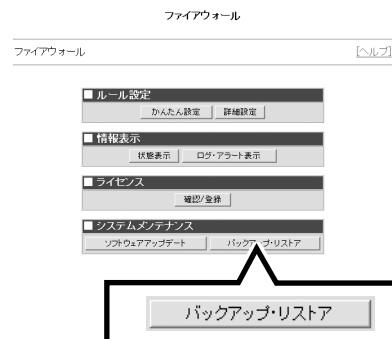 ファイアウォール
ファイアウォール [ヘルプ]
■ ルール設定
かんたん設定 詳細設定
■ 情報表示
状態表示 ログ・アラート表示
■ ライセンス
確認/登録
■ システムメンテナンス
ソフトウェアアップデート バックアップ・リストア
バックアップ・リストア